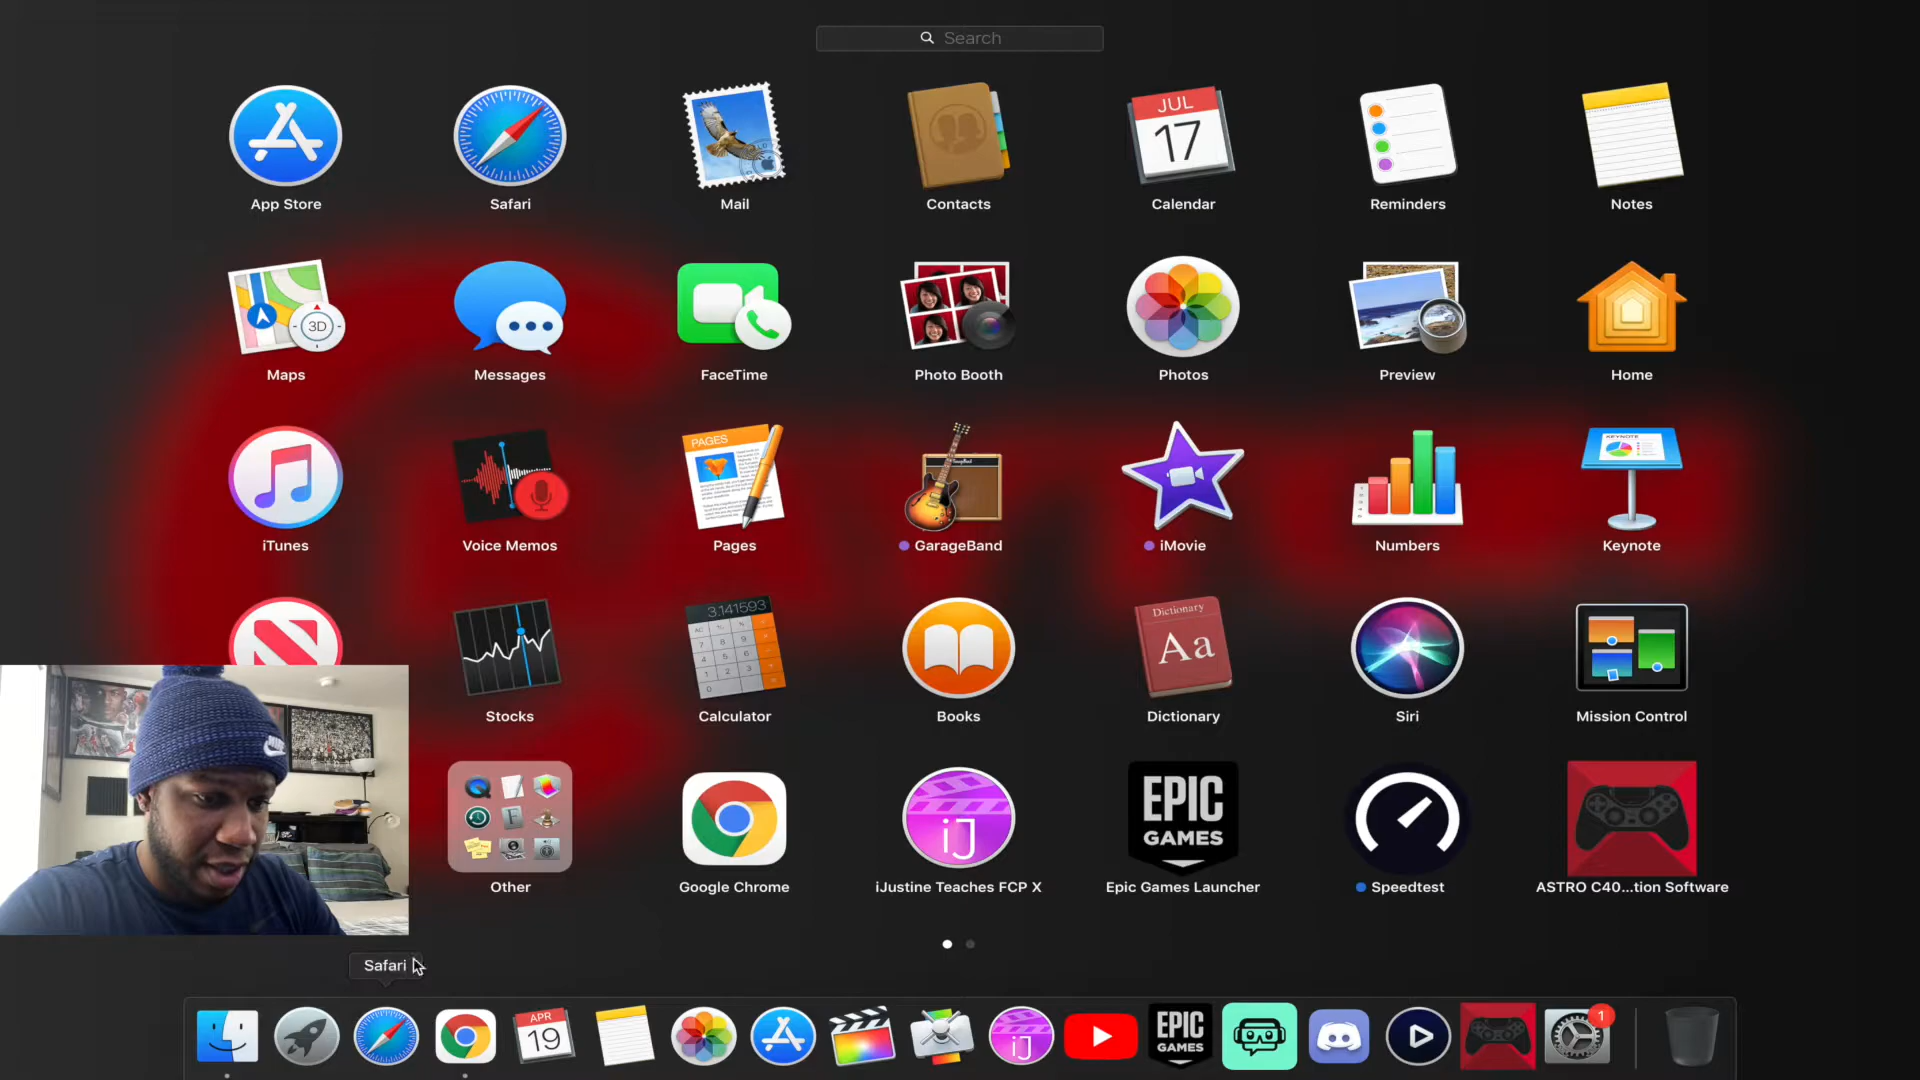 Search
JUL
17
App Store
Safari
Mail
Contacts
Calendar
Reminders
Notes
3D
Maps
Messages
FaceTime
Photo Booth
Photos
Preview
Home
PAGES
KEYNOTE
iTunes
Voice Memos
Pages
GarageBand
iMovie
Numbers
Keynote
3.141593
Dictionary
Aa
Stocks
Calculator
Books
Dictionary
Siri
Mission Control
iJ
EPIC
GAMES
Other
Google Chrome
iJustine Teaches FCP X
Epic Games Launcher
Speedtest
ASTRO C40...tion Software
Safari
APR
19
iJ
EPIC
GAMES
1